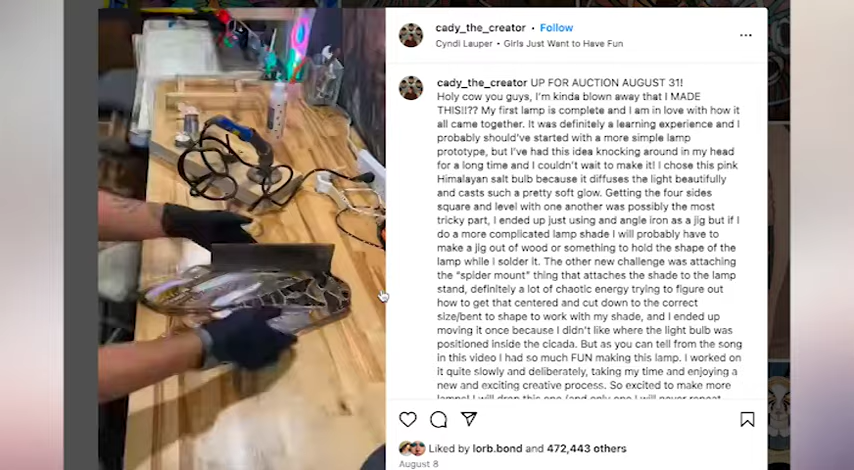 cady_the_creator • Follow
Cyndi Lauper • Girls Just Want to Have Fun
cady_the_creator UP FOR AUCTION AUGUST 31!
Holy cow you guys, I'm kinda blown away that I MADE
THIS!!?? My first lamp is complete and I am in love with how it
all came together. It was definitely a learning experience and I
probably should've started with a more simple lamp
prototype, but I've had this idea knocking around in my head
for a long time and I couldn't wait to make it! I chose this pink
Himalayan salt bulb because it diffuses the light beautifully
and casts such a pretty soft glow. Getting the four sides
square and level with one another was possibly the most
tricky part, I ended up just using and angle iron as a jig but if I
do a more complicated lamp shade I will probably have to
make a jig out of wood or something to hold the shape of the
lamp while I solder it. The other new challenge was attaching
the "spider mount" thing that attaches the shade to the lamp
stand, definitely a lot of chaotic energy trying to figure out
how to get that centered and cut down to the correct
size/bent to shape to work with my shade, and I ended up
moving it once because I didn't like where the light bulb was
positioned inside the cicada. But as you can tell from the song
in this video I had so much FUN making this lamp. I worked on
it quite slowly and deliberately, taking my time and enjoying a
new and exciting creative process. So excited to make more
lamps! I will drop this one (and only one I will never repeat
Liked by lorb.bond and 472,443 others
August 8